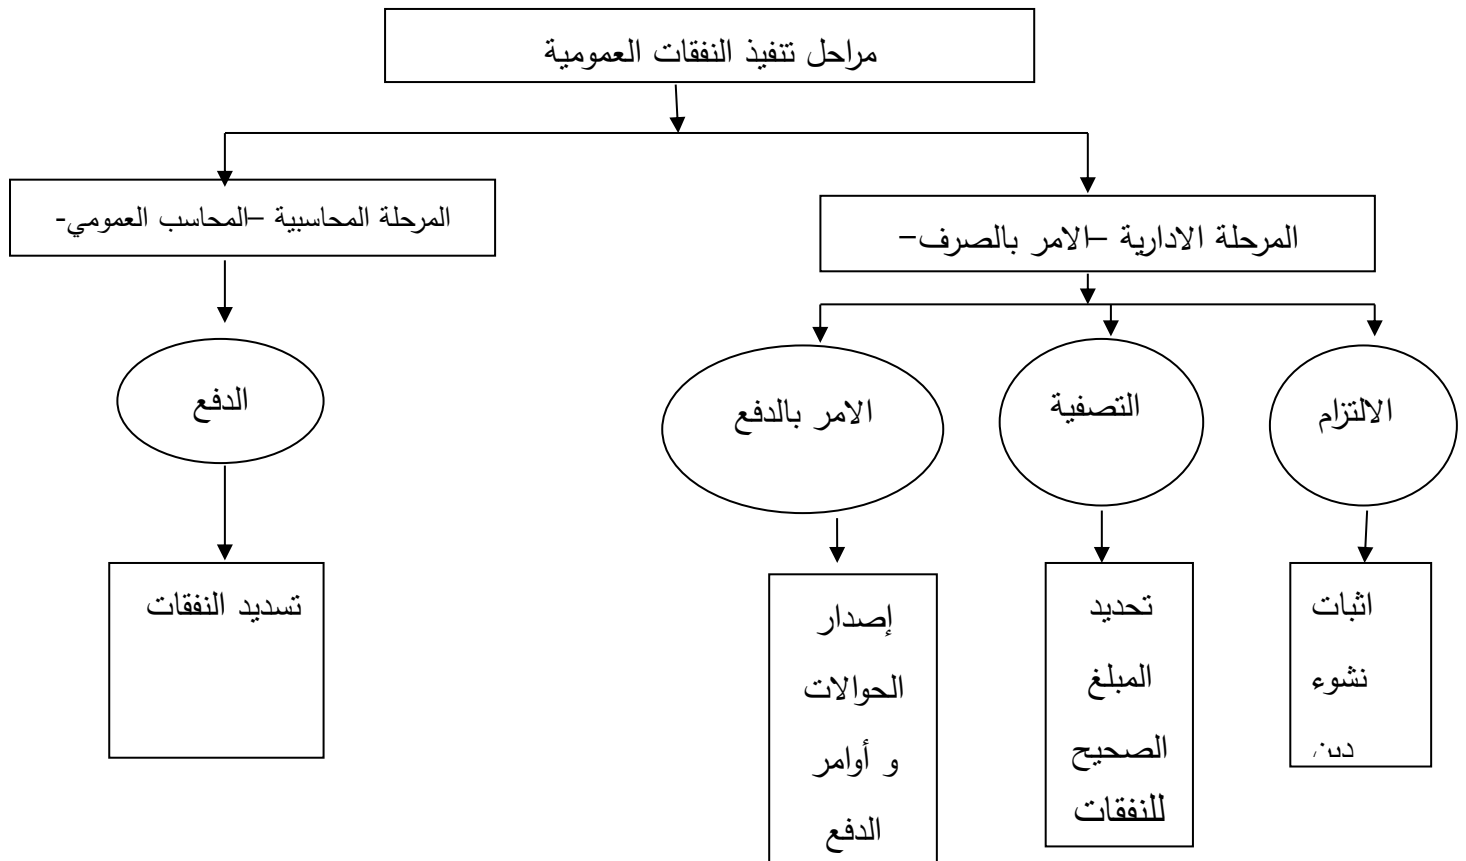 مراحل تنفيذ النفقات العمومية
المرحلة الادارية –الامر بالصرف–
المرحلة المحاسبية –المحاسب العمومي-
الالتزام
التصفية
الامر بالدفع
الدفع
اثبات
نشوء
دين
تحديد
المبلغ
الصحيح
للنفقات
إصدار
الحوالات
و أوامر
الدفع
تسديد النفقات